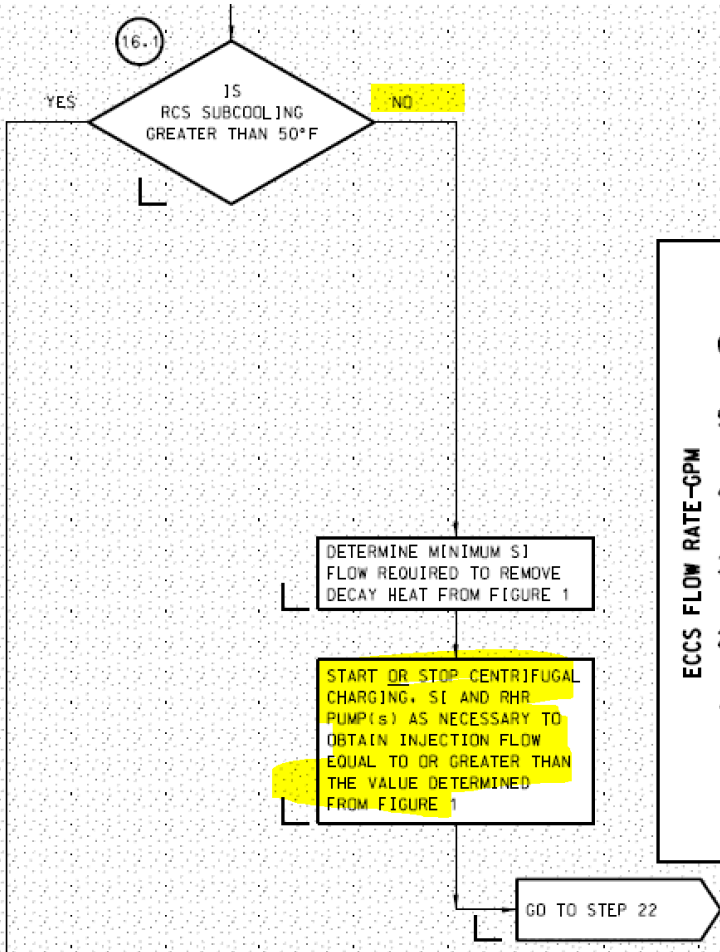 16.1
IS
RCS SUBCOOLING
GREATER THAN 50°F
YES
NO
DETERMINE MINIMUM SI
FLOW REQUIRED TO REMOVE
DECAY HEAT FROM FIGURE 1
START OR STOP CENTRIFUGAL
CHARGING, SI AND RHR
PUMP(s) AS NECESSARY TO
OBTAIN INJECTION FLOW
EQUAL TO OR GREATER THAN
THE VALUE DETERMINED
FROM FIGURE 1
GO TO STEP 22
ECCS FLOW RATE-GPM